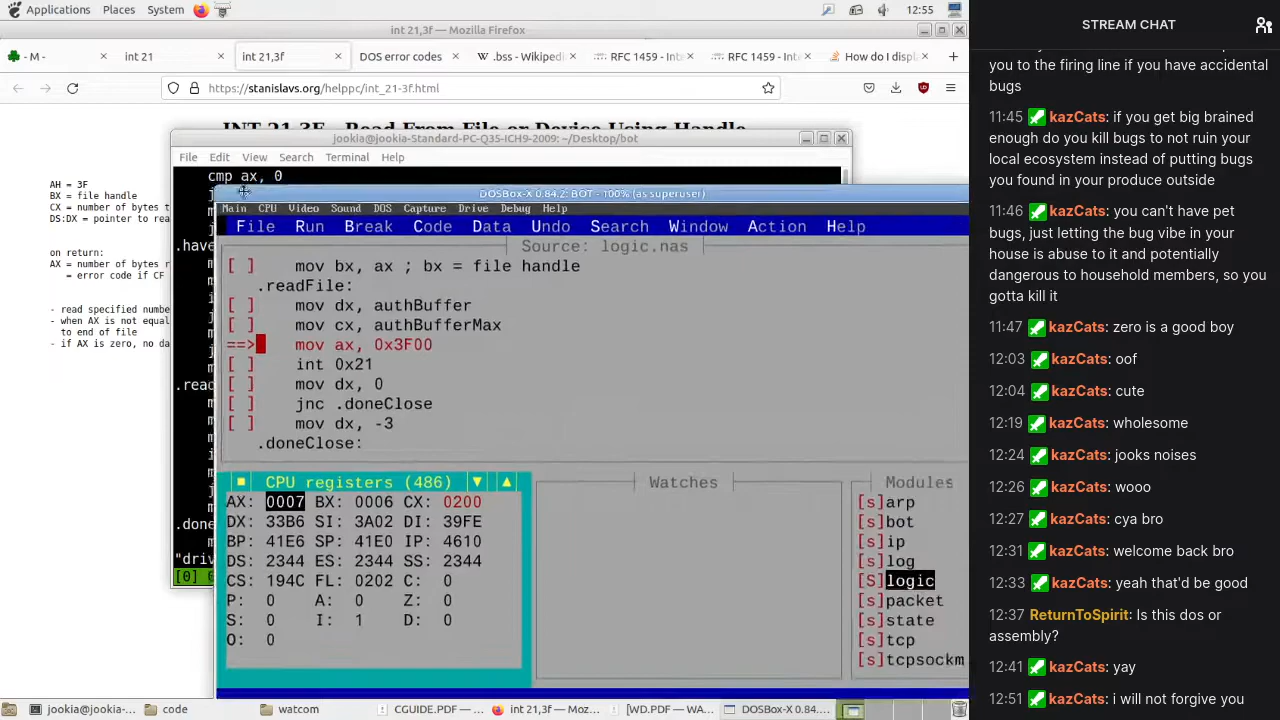 Applications Places System 12:55
int 21,3f — Mozilla Firefox
- M - int 21 int 21,3f DOS error codes .bss - Wikiped RFC 1459 - RFC 1459 - How do I displ
https://stanislavs.org/helppc/int_21-3f.html
INT 21,3F - Read From File or Device Using Handle
AH = 3F
BX = file handle
CX = number of bytes t
DS:DX = pointer to rea
on return:
AX = number of bytes r
= error code if CF
- read specified numbe
- when AX is not equal
to end of file
- if AX is zero, no da
jookia@jookia-Standard-PC-Q35-ICH9-2009: ~/Desktop/bot
File Edit View Search Terminal Help
cmp ax, 0
.have
.read
.done
"driv
[0] 0
DOSBox-X 0.84.2: BOT - 100% (as superuser)
Main CPU Video Sound DOS Capture Drive Debug Help
File Run Break Code Data Undo Search Window Action Help
Source: logic.nas
[ ] mov bx, ax ; bx = file handle
.readFile:
[ ] mov dx, authBuffer
[ ] mov cx, authBufferMax
==> mov ax, 0x3F00
[ ] int 0x21
[ ] mov dx, 0
[ ] jnc .doneClose
[ ] mov dx, -3
.doneClose:
CPU registers (486)
AX: 0007 BX: 0006 CX: 0200
DX: 33B6 SI: 3A02 DI: 39FE
BP: 41E6 SP: 41E0 IP: 4610
DS: 2344 ES: 2344 SS: 2344
CS: 194C FL: 0202 C: 0
P: 0 A: 0 Z: 0
S: 0 I: 1 D: 0
O: 0
Watches
Modules
[s]arp
[s]bot
[s]ip
[s]log
[S]logic
[s]packet
[s]state
[s]tcp
[s]tcpsockm
jookia@jookia-... code watcom CGUIDE.PDF — ... int 21,3f — Moz... [WD.PDF — WA... DOSBox-X 0.84....
STREAM CHAT
you to the firing line if you have accidental
bugs
11:45 kazCats: if you get big brained
enough do you kill bugs to not ruin your
local ecosystem instead of putting bugs
you found in your produce outside
11:46 kazCats: you can't have pet
bugs, just letting the bug vibe in your
house is abuse to it and potentially
dangerous to household members, so you
gotta kill it
11:47 kazCats: zero is a good boy
12:03 kazCats: oof
12:04 kazCats: cute
12:19 kazCats: wholesome
12:24 kazCats: jooks noises
12:26 kazCats: wooo
12:27 kazCats: cya bro
12:31 kazCats: welcome back bro
12:33 kazCats: yeah that'd be good
12:37 ReturnToSpirit: Is this dos or
assembly?
12:41 kazCats: yay
12:51 kazCats: i will not forgive you